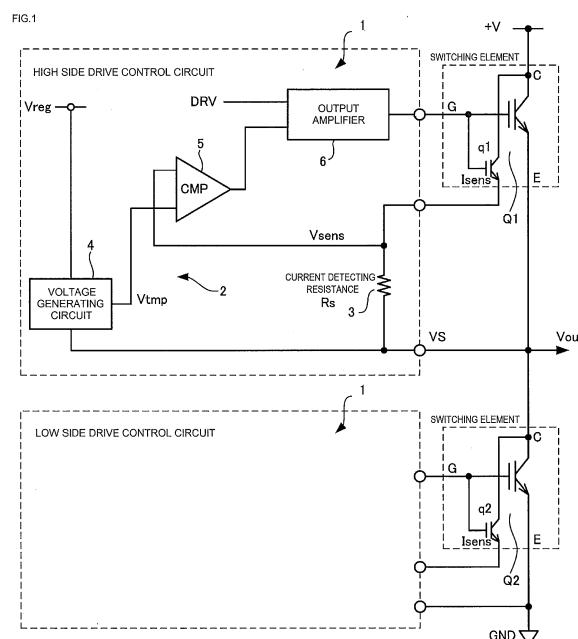 FIG.1
+V
1
SWITCHING ELEMENT
HIGH SIDE DRIVE CONTROL CIRCUIT
C
Vreg
DRV
OUTPUT
AMPLIFIER
G
5
6
q1
CMP
Isens
E
Vsens
Q1
4
CURRENT DETECTING
RESISTANCE
Rs
VOLTAGE
GENERATING
CIRCUIT
Vtmp
2
3
VS
Vou
1
SWITCHING ELEMENT
LOW SIDE DRIVE CONTROL CIRCUIT
C
G
q2
Isens
E
Q2
GND